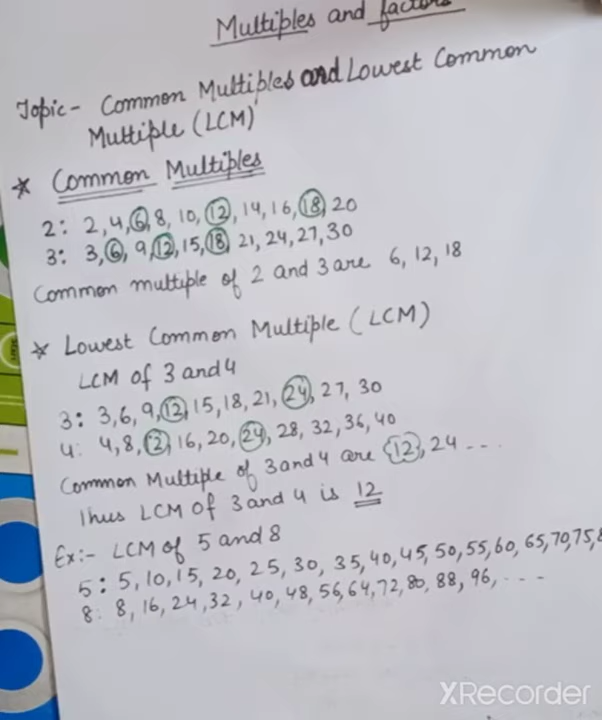 Multiples and factors
Topic- Common Multiples and Lowest Common
Multiple (LCM)
* Common Multiples
2: 2, 4, 6, 8, 10, 12, 14, 16, 18, 20
3: 3, 6, 9, 12, 15, 18, 21, 24, 27, 30
Common multiple of 2 and 3 are 6, 12, 18
* Lowest Common Multiple (LCM)
LCM of 3 and 4
3: 3, 6, 9, 12, 15, 18, 21, 24, 27, 30
4: 4, 8, 12, 16, 20, 24, 28, 32, 36, 40
Common Multiple of 3 and 4 are 12, 24 ...
Thus LCM of 3 and 4 is 12
Ex:- LCM of 5 and 8
5: 5, 10, 15, 20, 25, 30, 35, 40, 45, 50, 55, 60, 65, 70, 75,
8: 8, 16, 24, 32, 40, 48, 56, 64, 72, 80, 88, 96, ...
XRecorder